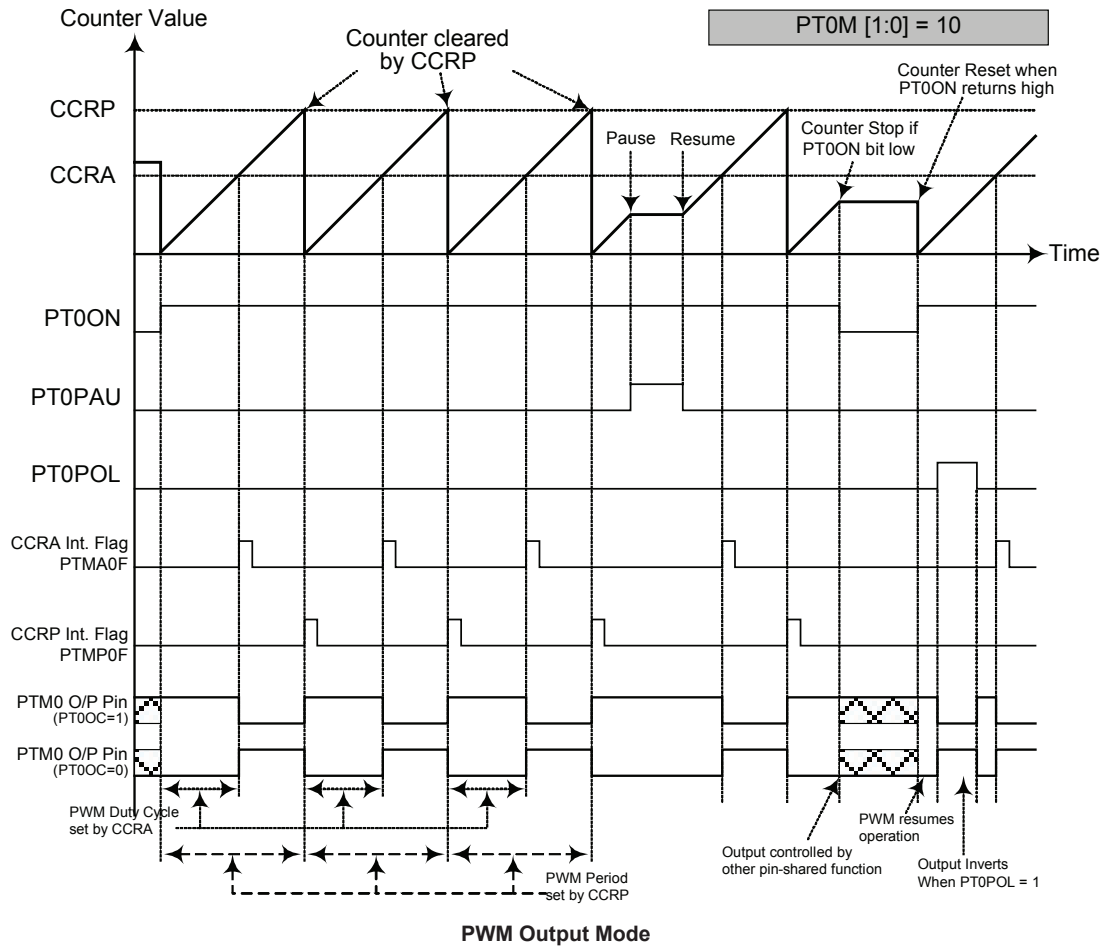 Counter Value
PT0M [1:0] = 10
Counter cleared
by CCRP
Counter Reset when
PT0ON returns high
CCRP
Counter Stop if
PT0ON bit low
Pause
Resume
CCRA
Time
PT0ON
PT0PAU
PT0POL
CCRA Int. Flag
PTMA0F
CCRP Int. Flag
PTMP0F
PTM0 O/P Pin
(PT0OC=1)
PTM0 O/P Pin
(PT0OC=0)
PWM Duty Cycle
set by CCRA
PWM resumes
operation
Output controlled by
other pin-shared function
Output Inverts
When PT0POL = 1
PWM Period
set by CCRP
PWM Output Mode